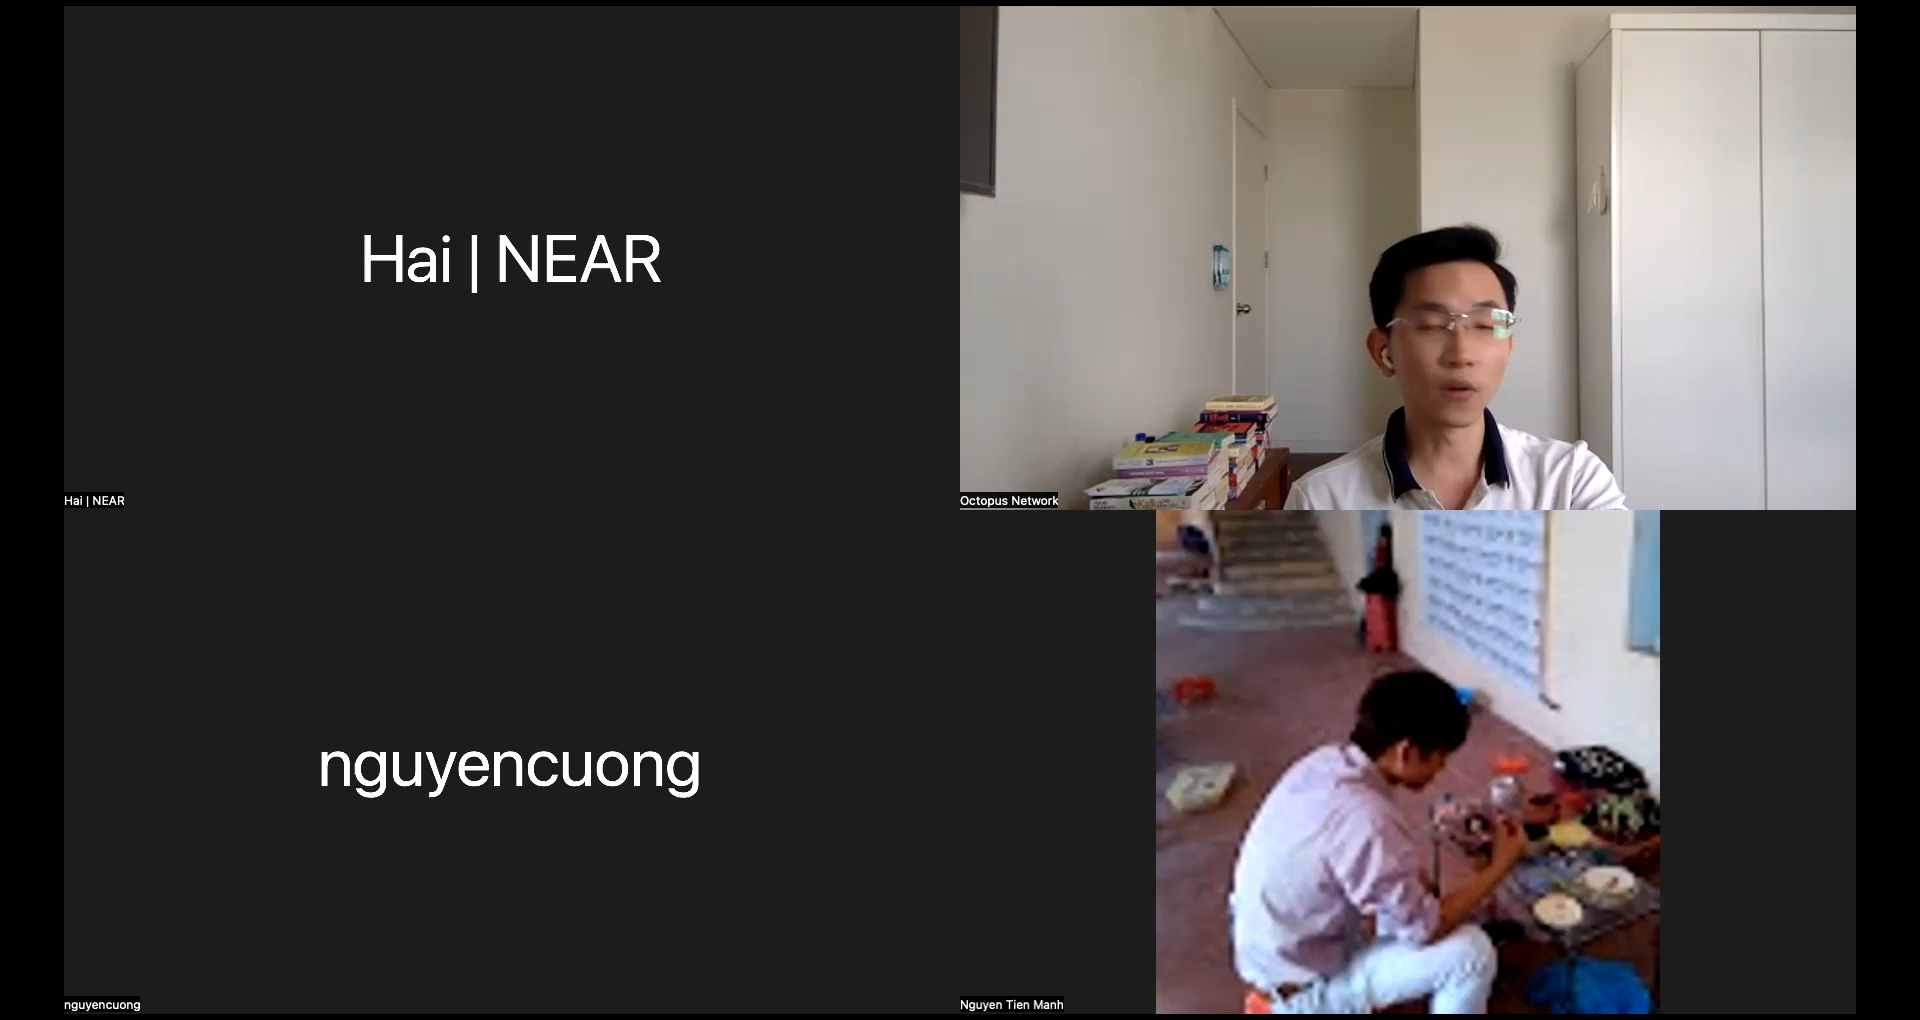 Hai | NEAR
Hai | NEAR
Octopus Network
nguyencuong
nguyencuong
Nguyen Tien Manh